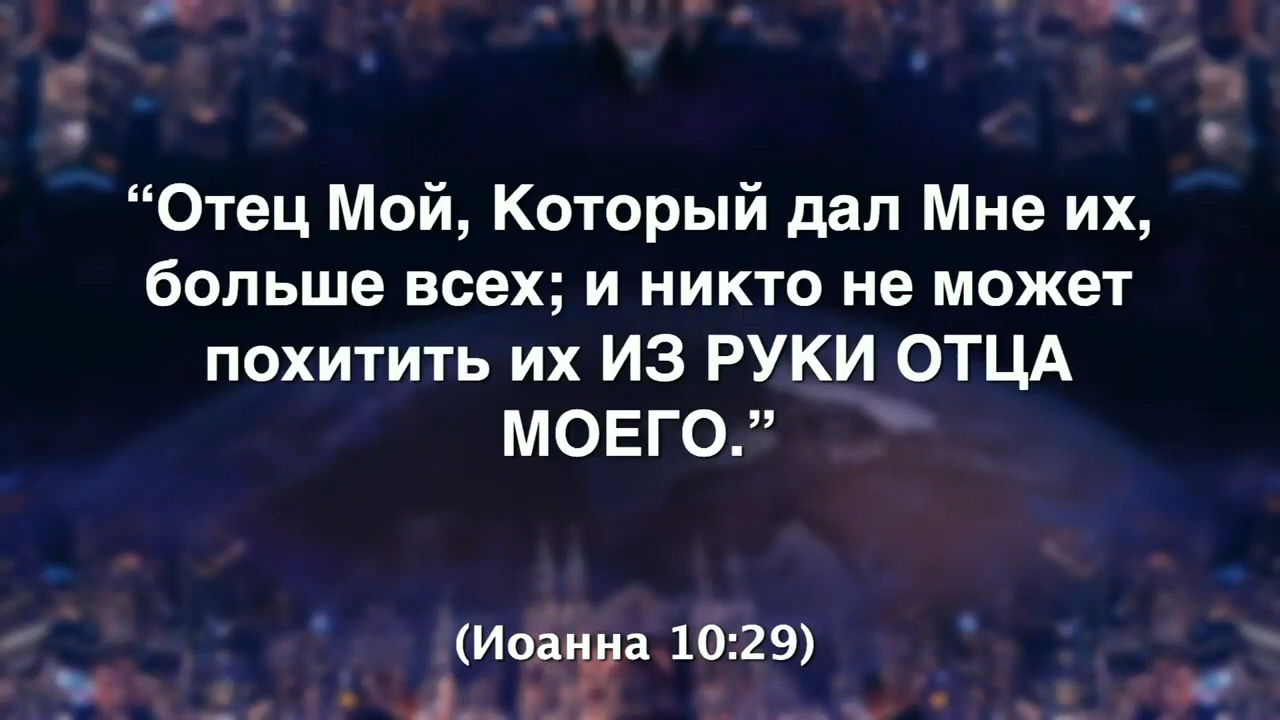 “Отец Мой, Который дал Мне их,
больше всех; и никто не может
похитить их ИЗ РУКИ ОТЦА
МОЕГО.”
(Иоанна 10:29)